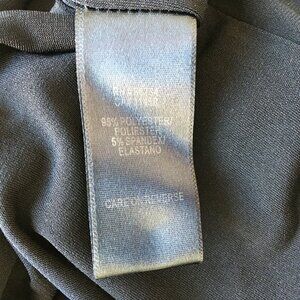 95% POLYESTER/
POLIESTER
5% SPANDEX/
ELASTANO
CARE ON REVERSE